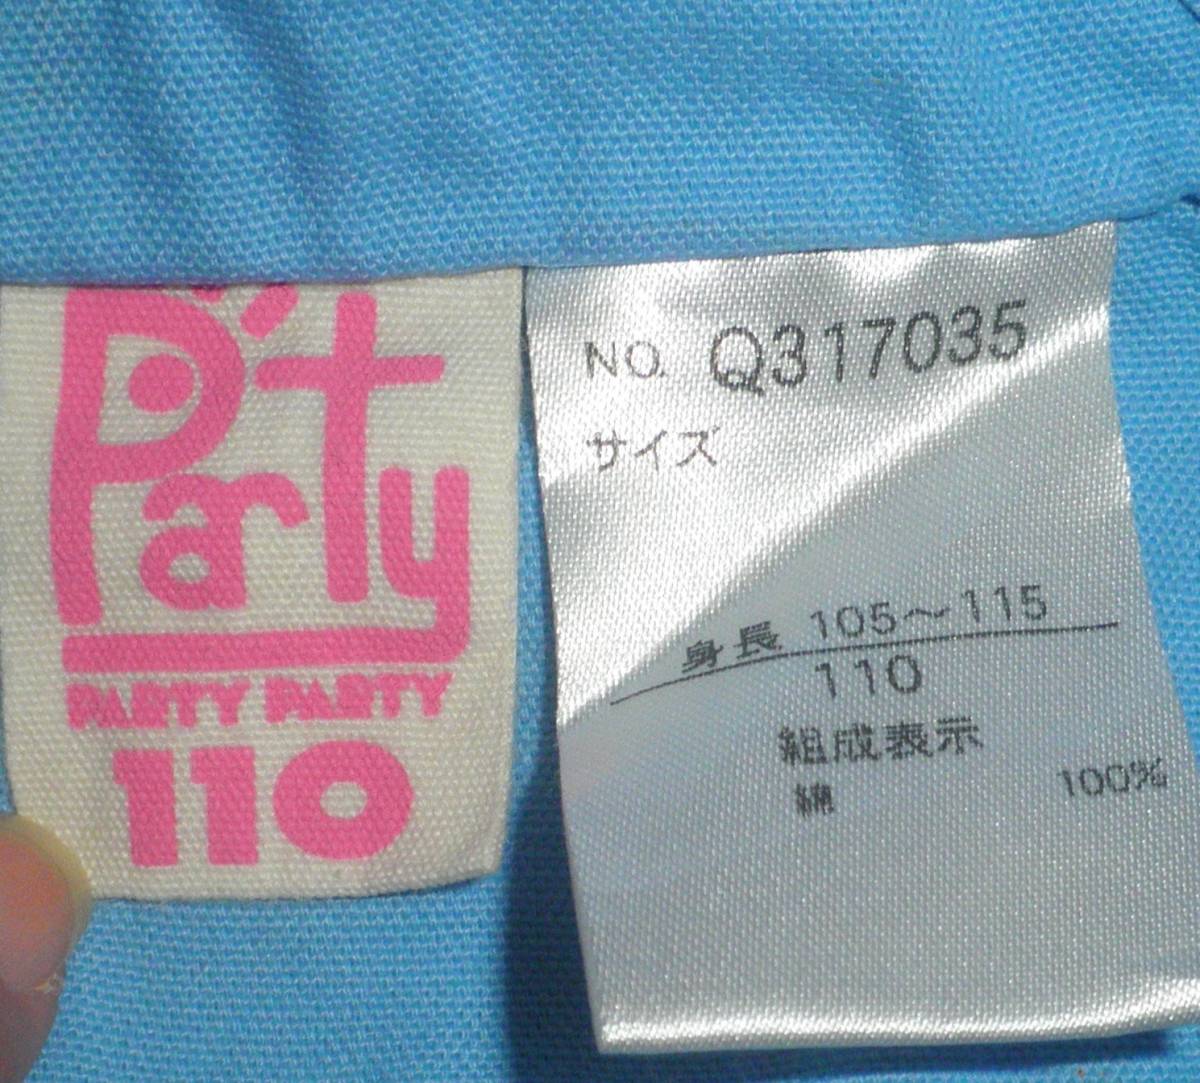 P'Party
PARTY PARTY
110
NO. Q317035
サイズ
身長 105～115
110
組成表示
綿 100%